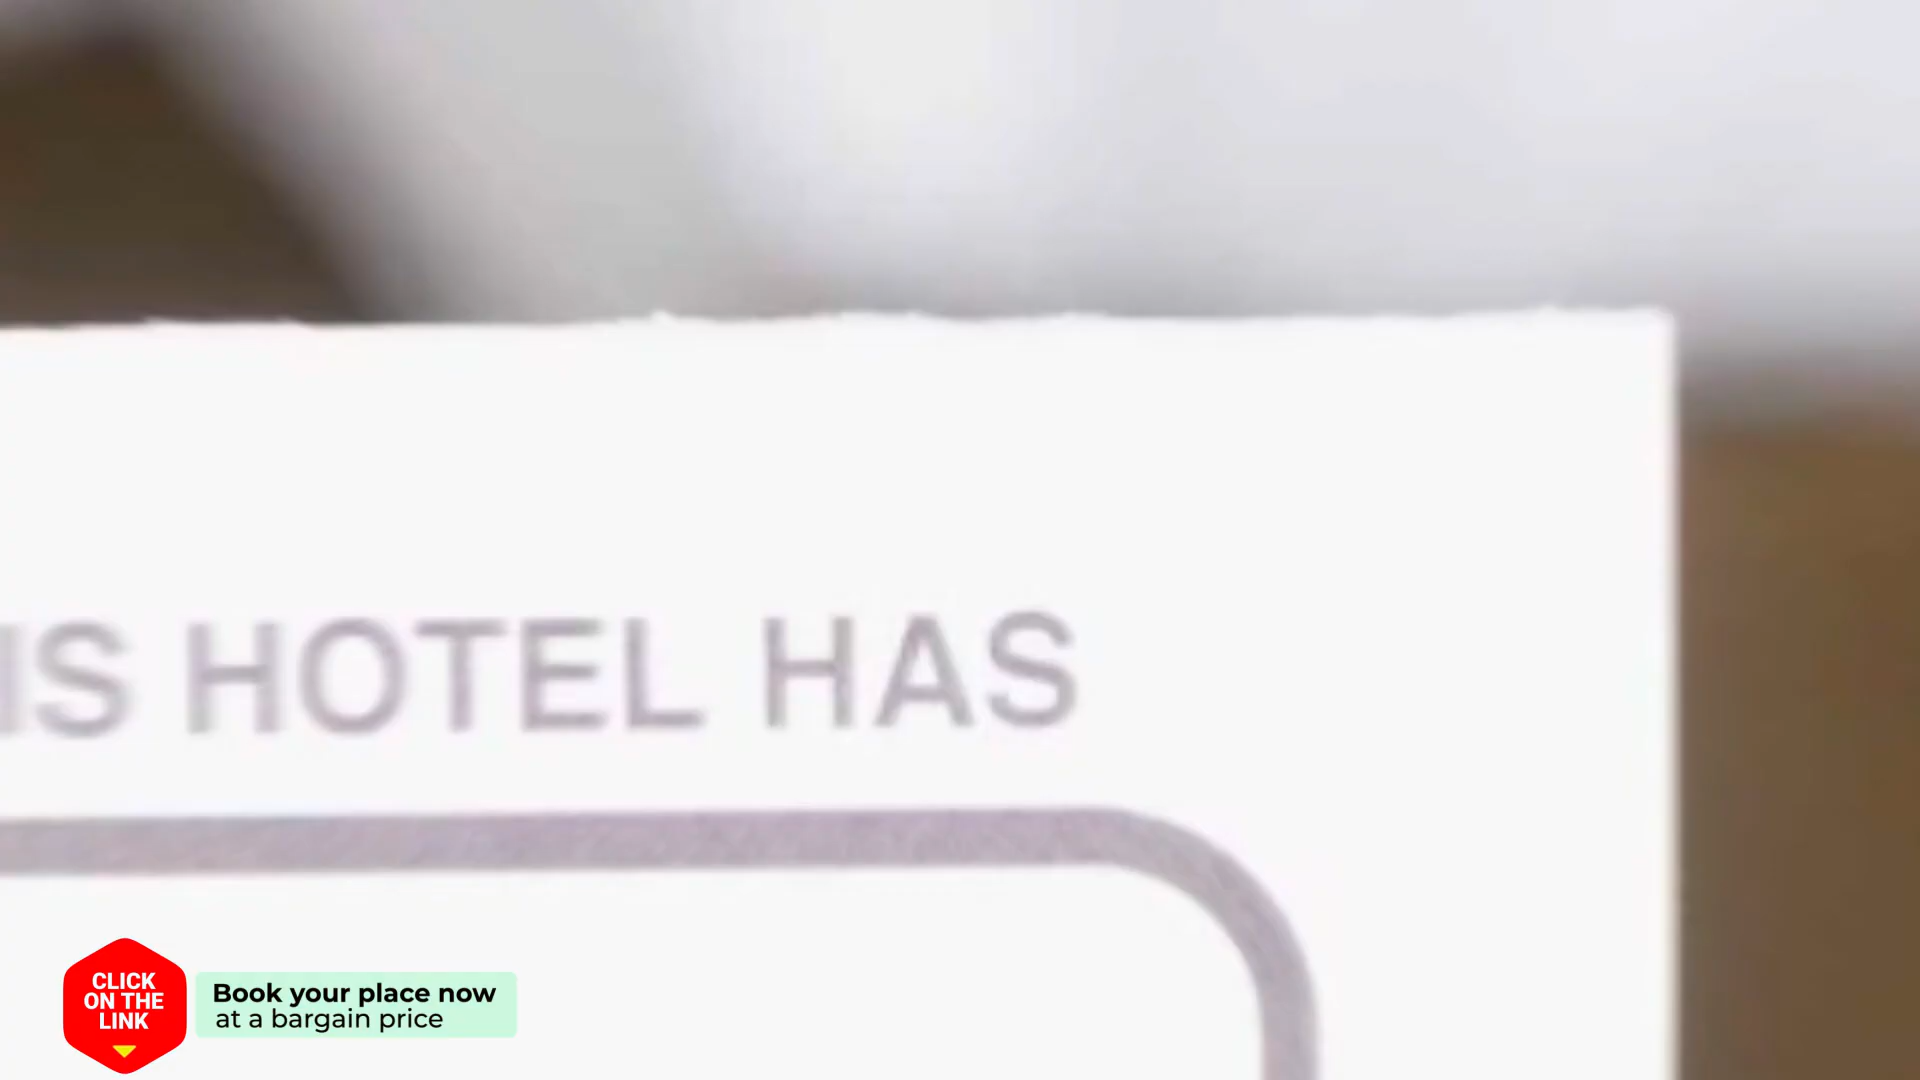 IS HOTEL HAS
CLICK
ON THE
LINK
Book your place now
at a bargain price